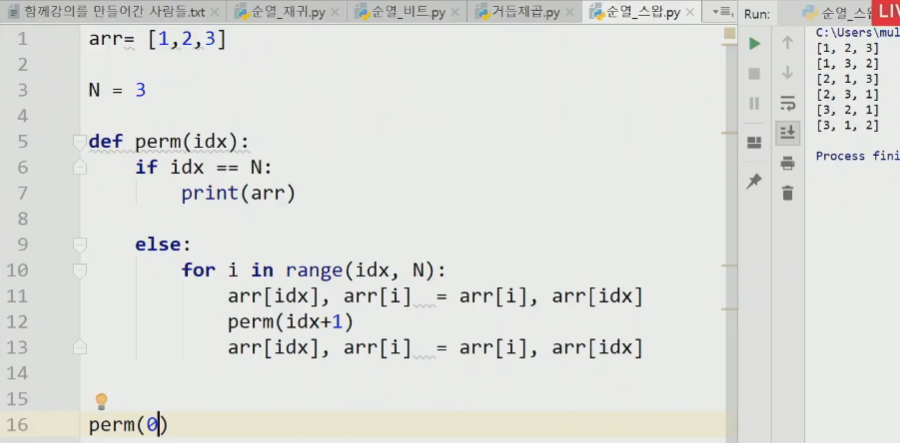 함께강의를 만들어간 사람들.txt 순열_재귀.py 순열_비트.py 거듭제곱.py 순열_스왑.py Run: 순열_스왑 LIV
1 arr= [1,2,3]
2
3 N = 3
4
5 def perm(idx):
6 if idx == N:
7 print(arr)
8
9 else:
10 for i in range(idx, N):
11 arr[idx], arr[i] = arr[i], arr[idx]
12 perm(idx+1)
13 arr[idx], arr[i] = arr[i], arr[idx]
14
15
16 perm(0)
C:\Users\mul
[1, 2, 3]
[1, 3, 2]
[2, 1, 3]
[2, 3, 1]
[3, 2, 1]
[3, 1, 2]
Process fini